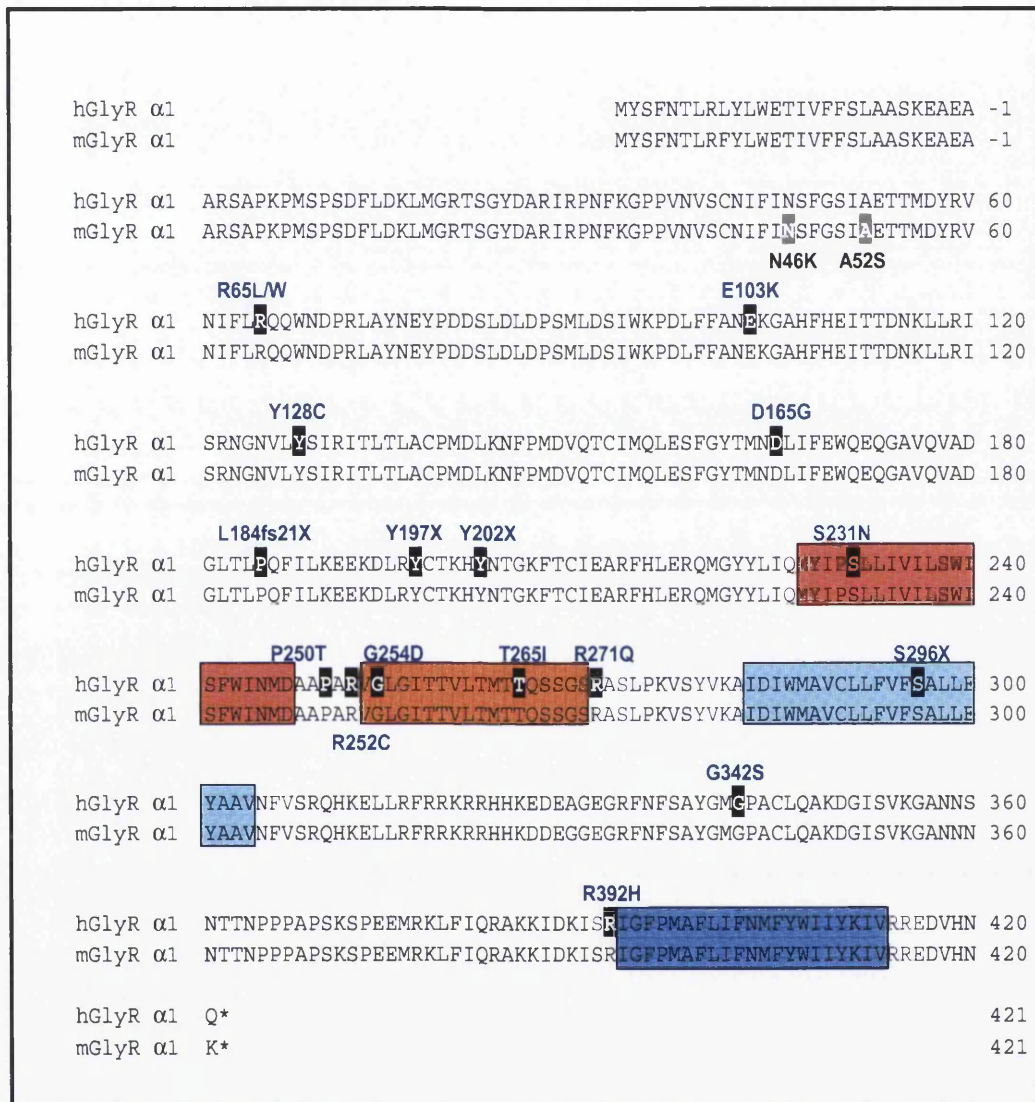 hGlyR α1 MYSFNTLRLYLWETIVFFSLAASKEAEA -1
mGlyR α1 MYSFNTLRFYLWETIVFFSLAASKEAEA -1
hGlyR α1 ARSAPKPMSPSDFLDKLMGRTSGYDARIRPNFKGPPVNVSCNIFINSFGSIAETTMDYRV 60
mGlyR α1 ARSAPKPMSPSDFLDKLMGRTSGYDARIRPNFKGPPVNVSCNIFINSFGSIAETTMDYRV 60
N46K A52S
R65L/W E103K
hGlyR α1 NIFLRQQWNDPRLAYNEYPDDSLDLDPSMLDSIWKPDLFFANEKGAHFHEITTDNKLLRI 120
mGlyR α1 NIFLRQQWNDPRLAYNEYPDDSLDLDPSMLDSIWKPDLFFANEKGAHFHEITTDNKLLRI 120
Y128C D165G
hGlyR α1 SRNGNVLYSIRITLTLACPMDLKNFPMDVQTCIMQLESFGYTMNDLIFEWQEQGAVQVAD 180
mGlyR α1 SRNGNVLYSIRITLTLACPMDLKNFPMDVQTCIMQLESFGYTMNDLIFEWQEQGAVQVAD 180
L184fs21X Y197X Y202X S231N
hGlyR α1 GLTLPQFILKEEKDLRYCTKHYNTGKFTCIEARFHLERQMGYYLIQMYIPSLLIVILSWI 240
mGlyR α1 GLTLPQFILKEEKDLRYCTKHYNTGKFTCIEARFHLERQMGYYLIQMYIPSLLIVILSWI 240
P250T G254D T265I R271Q S296X
hGlyR α1 SFWINMDAAPARVGLGITTVLTMTTQSSGSRASLPKVSYVKAIDIWMAVCLLFVFSALLE 300
mGlyR α1 SFWINMDAAPARVGLGITTVLTMTTQSSGSRASLPKVSYVKAIDIWMAVCLLFVFSALLE 300
R252C
G342S
hGlyR α1 YAAVNFVSRQHKELLRFRRKRRHHKEDEAGEGRFNFSAYGMGPACLQAKDGISVKGANNS 360
mGlyR α1 YAAVNFVSRQHKELLRFRRKRRHHKDDEGGEGRFNFSAYGMGPACLQAKDGISVKGANNN 360
R392H
hGlyR α1 NTTNPPPAPSKSPEEMRKLFIQRAKKIDKISRIGFPMAFLIFNMFYWIIYKIVRREDVHN 420
mGlyR α1 NTTNPPPAPSKSPEEMRKLFIQRAKKIDKISRIGFPMAFLIFNMFYWIIYKIVRREDVHN 420
hGlyR α1 Q* 421
mGlyR α1 K* 421